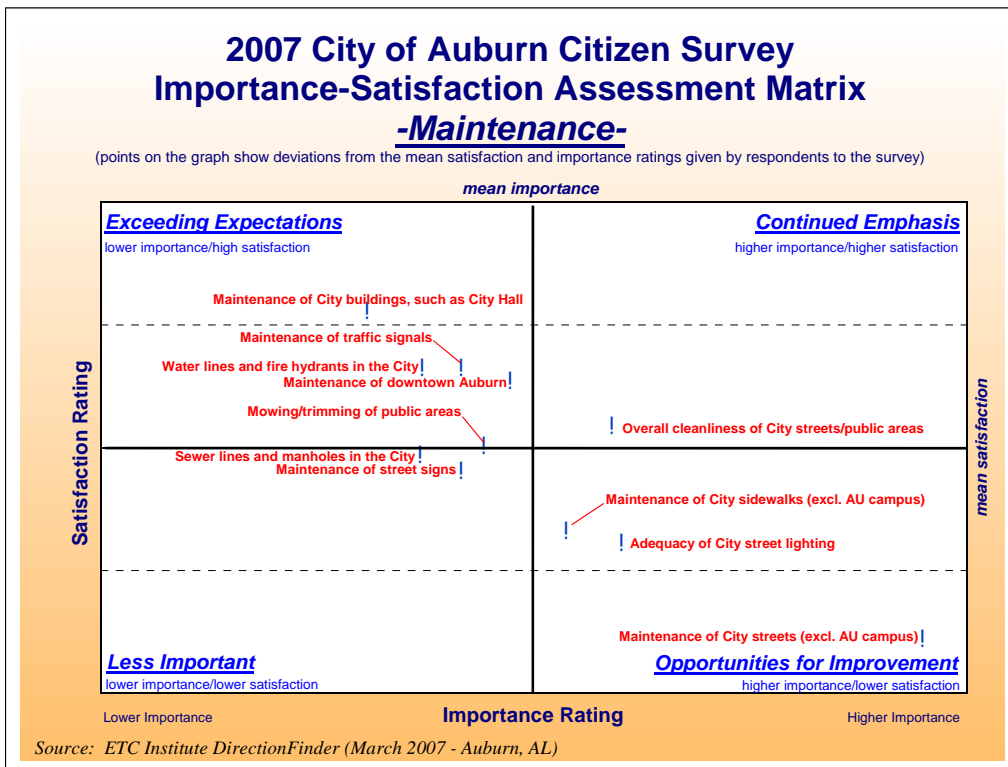 2007 City of Auburn Citizen Survey
Importance-Satisfaction Assessment Matrix
-Maintenance-
(points on the graph show deviations from the mean satisfaction and importance ratings given by respondents to the survey)
mean importance
Exceeding Expectations
lower importance/high satisfaction
Continued Emphasis
higher importance/higher satisfaction
Maintenance of City buildings, such as City Hall
Maintenance of traffic signals
Water lines and fire hydrants in the City
Maintenance of downtown Auburn
Mowing/trimming of public areas
Overall cleanliness of City streets/public areas
Sewer lines and manholes in the City
Maintenance of street signs
Maintenance of City sidewalks (excl. AU campus)
Adequacy of City street lighting
Maintenance of City streets (excl. AU campus)
Satisfaction Rating
mean satisfaction
Less Important
lower importance/lower satisfaction
Opportunities for Improvement
higher importance/lower satisfaction
Lower Importance
Importance Rating
Higher Importance
Source: ETC Institute DirectionFinder (March 2007 - Auburn, AL)